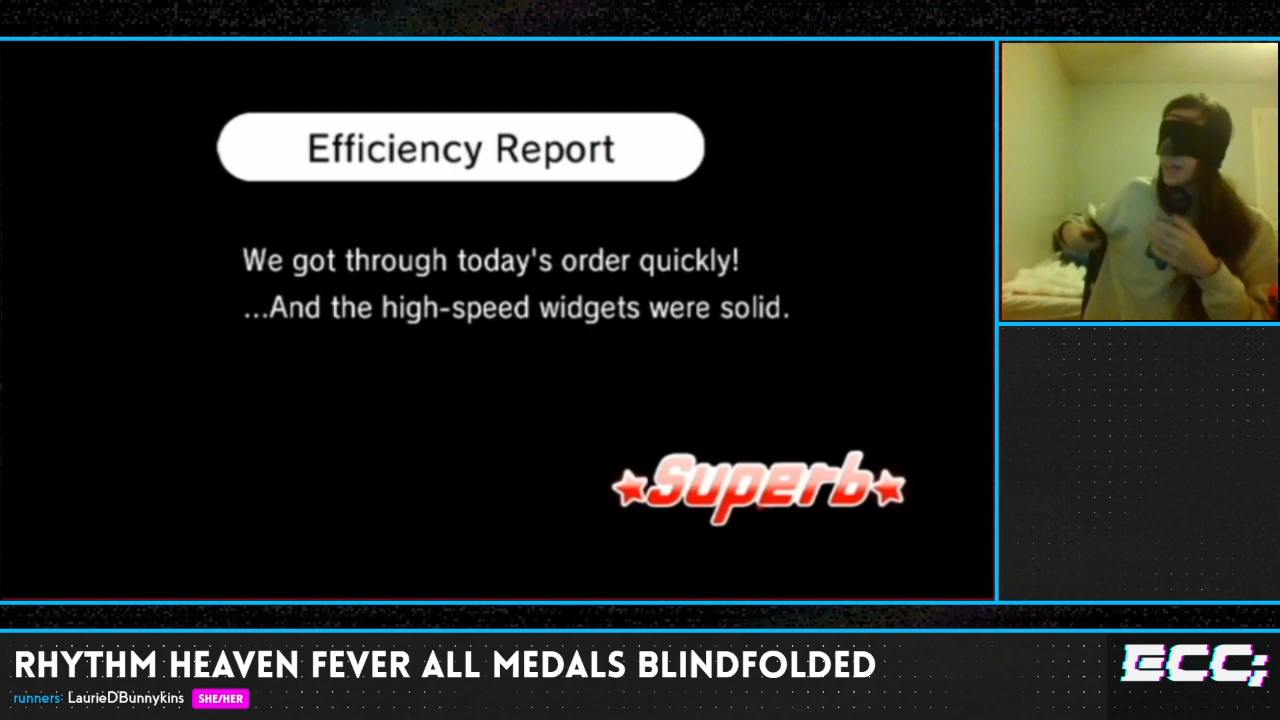 Efficiency Report
We got through today's order quickly!
...And the high-speed widgets were solid.
Superb
RHYTHM HEAVEN FEVER ALL MEDALS BLINDFOLDED
runners: LaurieDBunnykins SHE/HER
ECC;